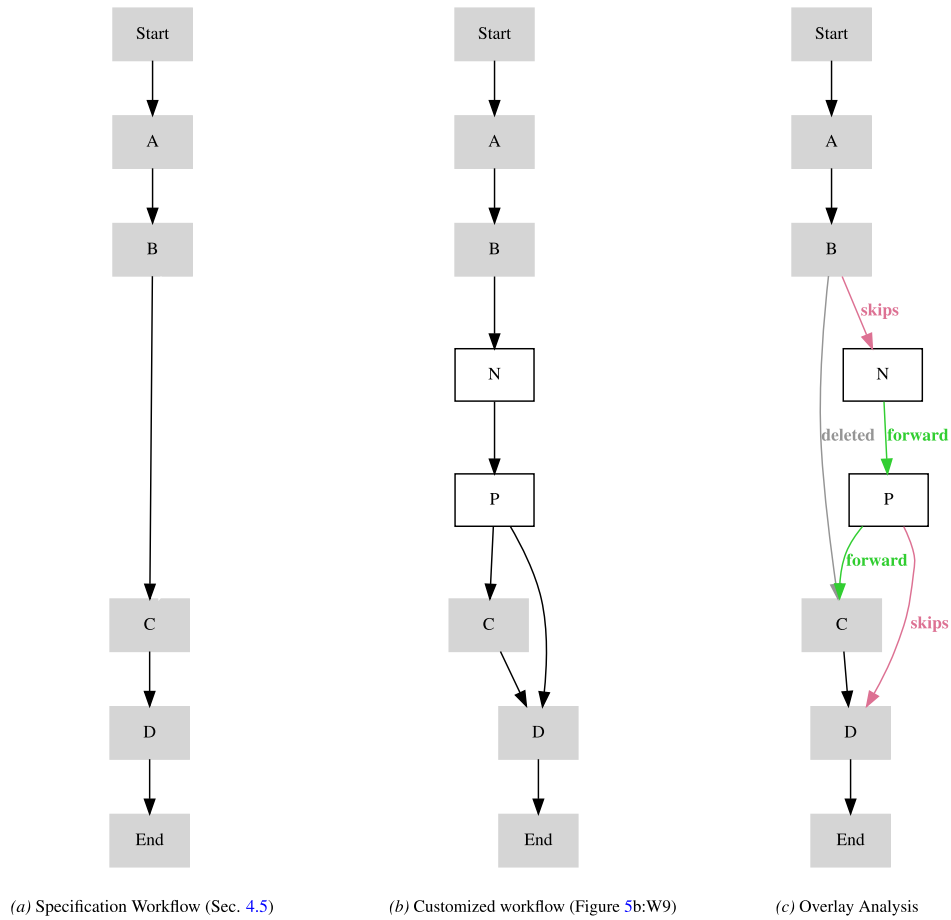 Start
A
B
C
D
End
(a) Specification Workflow (Sec. 4.5)
Start
A
B
N
P
C
D
End
(b) Customized workflow (Figure 5b:W9)
Start
A
B
skips
N
deleted
forward
P
forward
C
skips
D
End
(c) Overlay Analysis